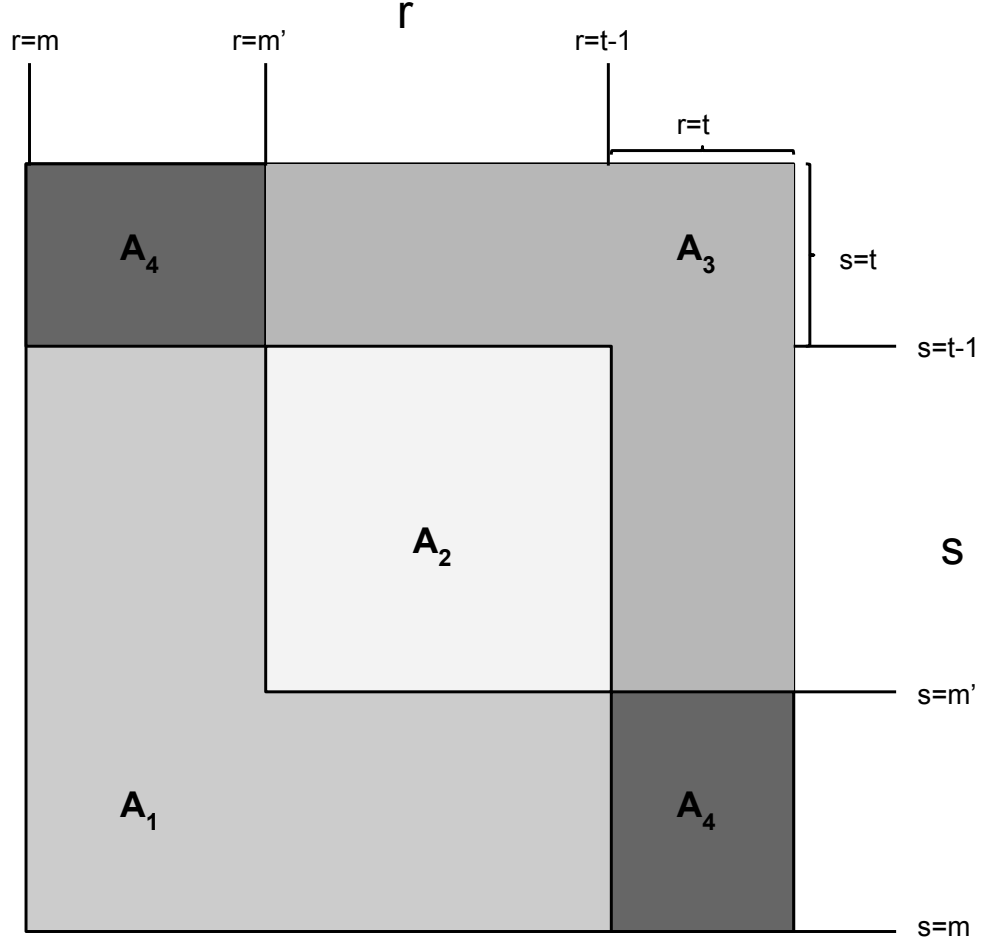 r
r=m
r=m’
r=t-1
r=t
A₄
A₃
s=t
s=t-1
A₂
s
s=m’
A₁
A₄
s=m